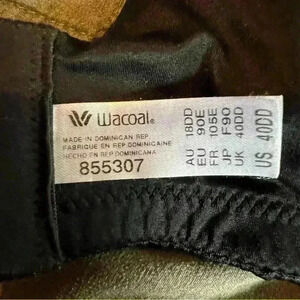 Wacoal®
MADE IN DOMINICAN REP.
FABRIQUE EN REP. DOMINICAINE
HECHO EN REP. DOMINICANA
855307
AU 18DD
EU 90E
FR 105E
JP F90
UK 40DD
US 40DD